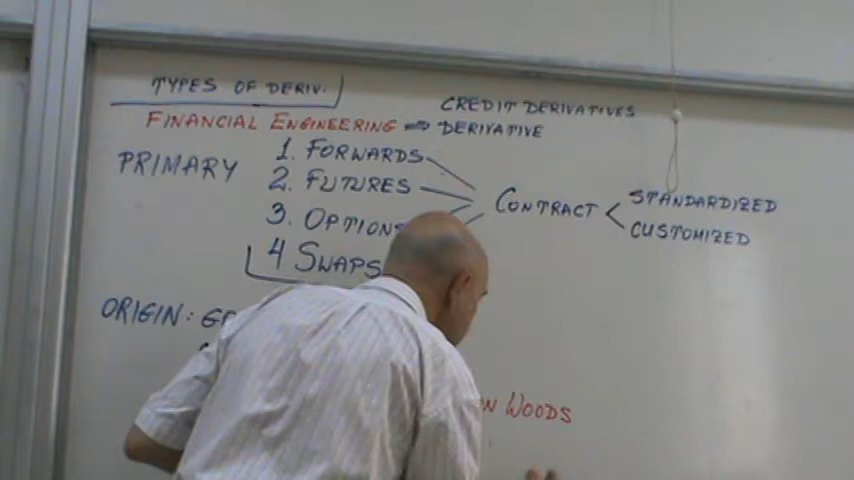 TYPES OF DERIV.
CREDIT DERIVATIVES
FINANCIAL ENGINEERING ⇒ DERIVATIVE
PRIMARY
1. FORWARDS
2. FUTURES
3. OPTIONS
4 SWAPS
CONTRACT < STANDARDIZED
CUSTOMIZED
ORIGIN:
WOODS